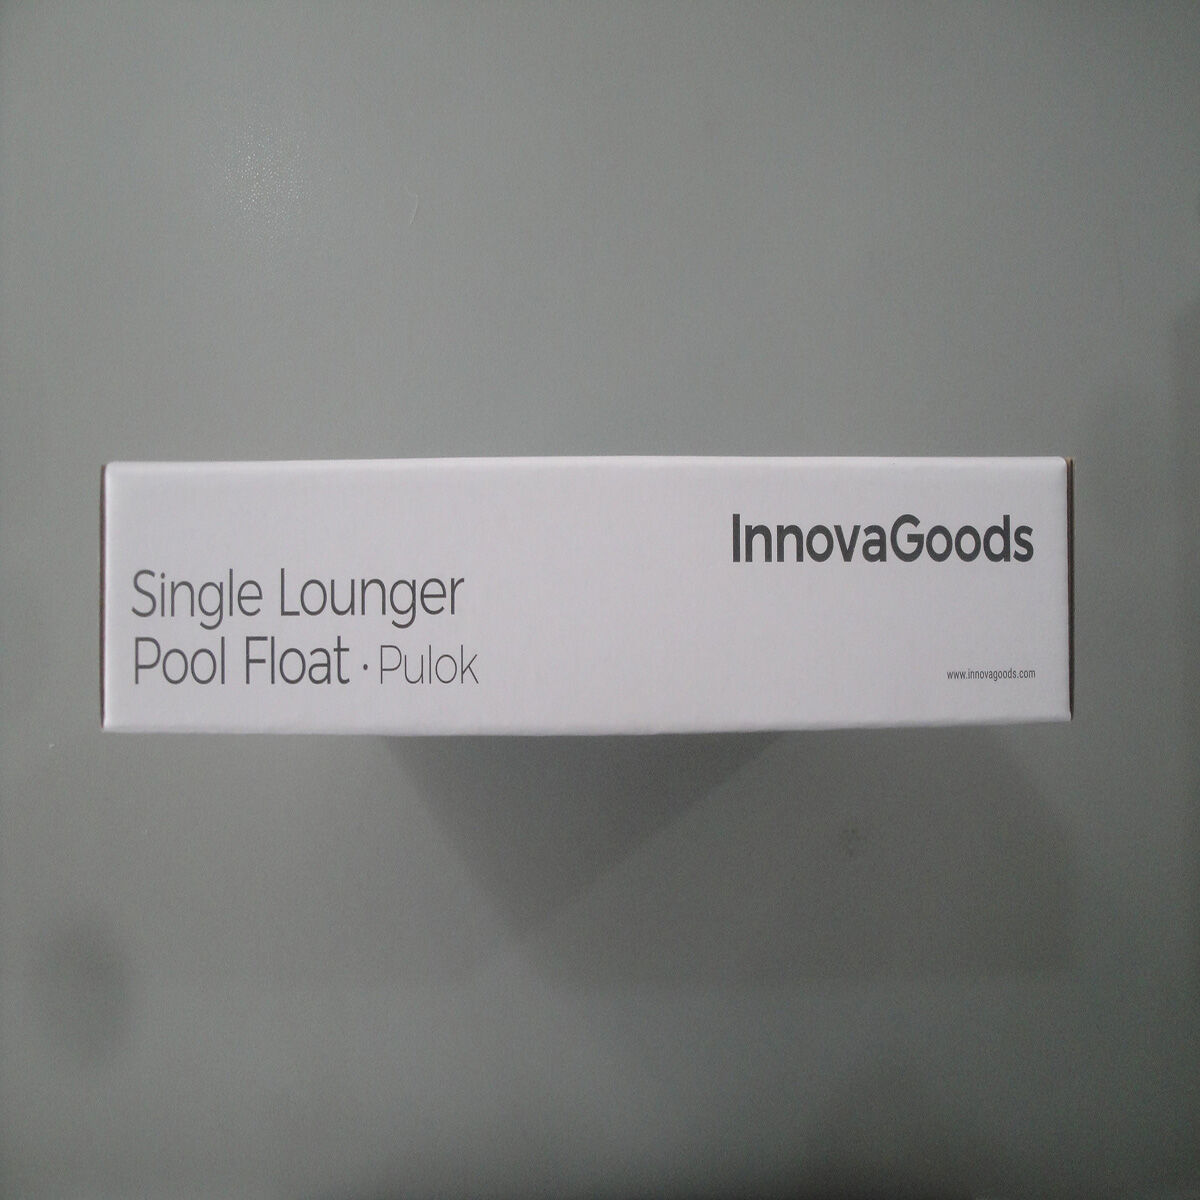 InnovaGoods
Single Lounger
Pool Float · Pulok
www.innovagoods.com